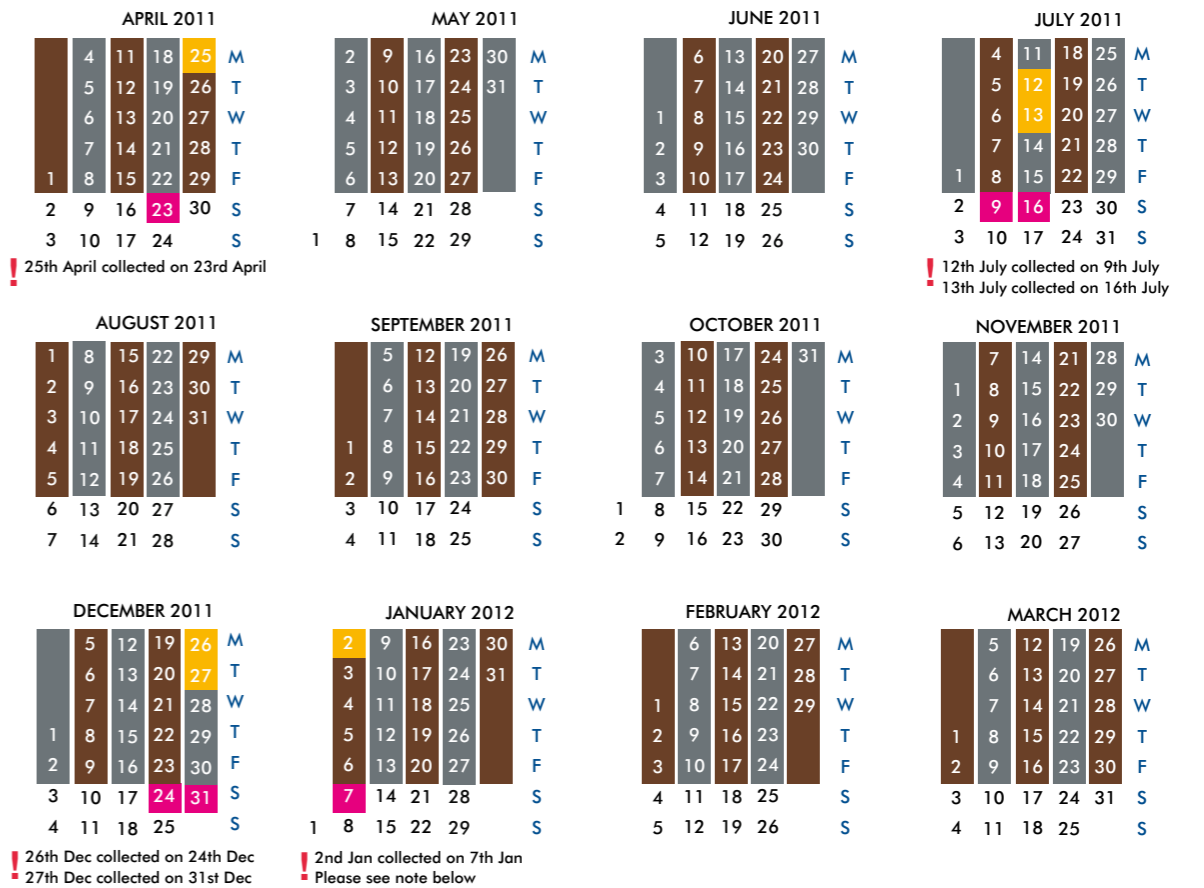 APRIL 2011
4 11 18 25 M
5 12 19 26 T
6 13 20 27 W
7 14 21 28 T
1 8 15 22 29 F
2 9 16 23 30 S
3 10 17 24 S
! 25th April collected on 23rd April
MAY 2011
2 9 16 23 30 M
3 10 17 24 31 T
4 11 18 25 W
5 12 19 26 T
6 13 20 27 F
7 14 21 28 S
1 8 15 22 29 S
JUNE 2011
6 13 20 27 M
7 14 21 28 T
1 8 15 22 29 W
2 9 16 23 30 T
3 10 17 24 F
4 11 18 25 S
5 12 19 26 S
JULY 2011
4 11 18 25 M
5 12 19 26 T
6 13 20 27 W
7 14 21 28 T
1 8 15 22 29 F
2 9 16 23 30 S
3 10 17 24 31 S
! 12th July collected on 9th July
13th July collected on 16th July
AUGUST 2011
1 8 15 22 29 M
2 9 16 23 30 T
3 10 17 24 31 W
4 11 18 25 T
5 12 19 26 F
6 13 20 27 S
7 14 21 28 S
SEPTEMBER 2011
5 12 19 26 M
6 13 20 27 T
7 14 21 28 W
1 8 15 22 29 T
2 9 16 23 30 F
3 10 17 24 S
4 11 18 25 S
OCTOBER 2011
3 10 17 24 31 M
4 11 18 25 T
5 12 19 26 W
6 13 20 27 T
7 14 21 28 F
1 8 15 22 29 S
2 9 16 23 30 S
NOVEMBER 2011
7 14 21 28 M
1 8 15 22 29 T
2 9 16 23 30 W
3 10 17 24 T
4 11 18 25 F
5 12 19 26 S
6 13 20 27 S
DECEMBER 2011
5 12 19 26 M
6 13 20 27 T
7 14 21 28 W
1 8 15 22 29 T
2 9 16 23 30 F
3 10 17 24 31 S
4 11 18 25 S
! 26th Dec collected on 24th Dec
27th Dec collected on 31st Dec
JANUARY 2012
2 9 16 23 30 M
3 10 17 24 31 T
4 11 18 25 W
5 12 19 26 T
6 13 20 27 F
7 14 21 28 S
1 8 15 22 29 S
! 2nd Jan collected on 7th Jan
Please see note below
FEBRUARY 2012
6 13 20 27 M
7 14 21 28 T
1 8 15 22 29 W
2 9 16 23 T
3 10 17 24 F
4 11 18 25 S
5 12 19 26 S
MARCH 2012
5 12 19 26 M
6 13 20 27 T
7 14 21 28 W
1 8 15 22 29 T
2 9 16 23 30 F
3 10 17 24 31 S
4 11 18 25 S